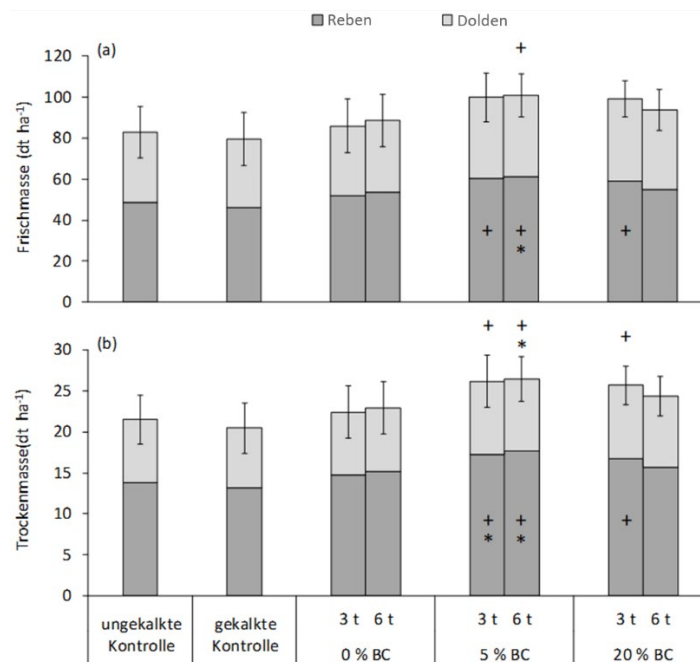 Reben Dolden
(a)
Frischmasse (dt ha⁻¹)
120
100
80
60
40
20
0
+
+
+
*
+
(b)
Trockenmasse(dt ha⁻¹)
30
25
20
15
10
5
0
+
+
*
+
+
*
+
*
+
ungekalkte
Kontrolle
gekalkte
Kontrolle
3 t 6 t
0 % BC
3 t 6 t
5 % BC
3 t 6 t
20 % BC